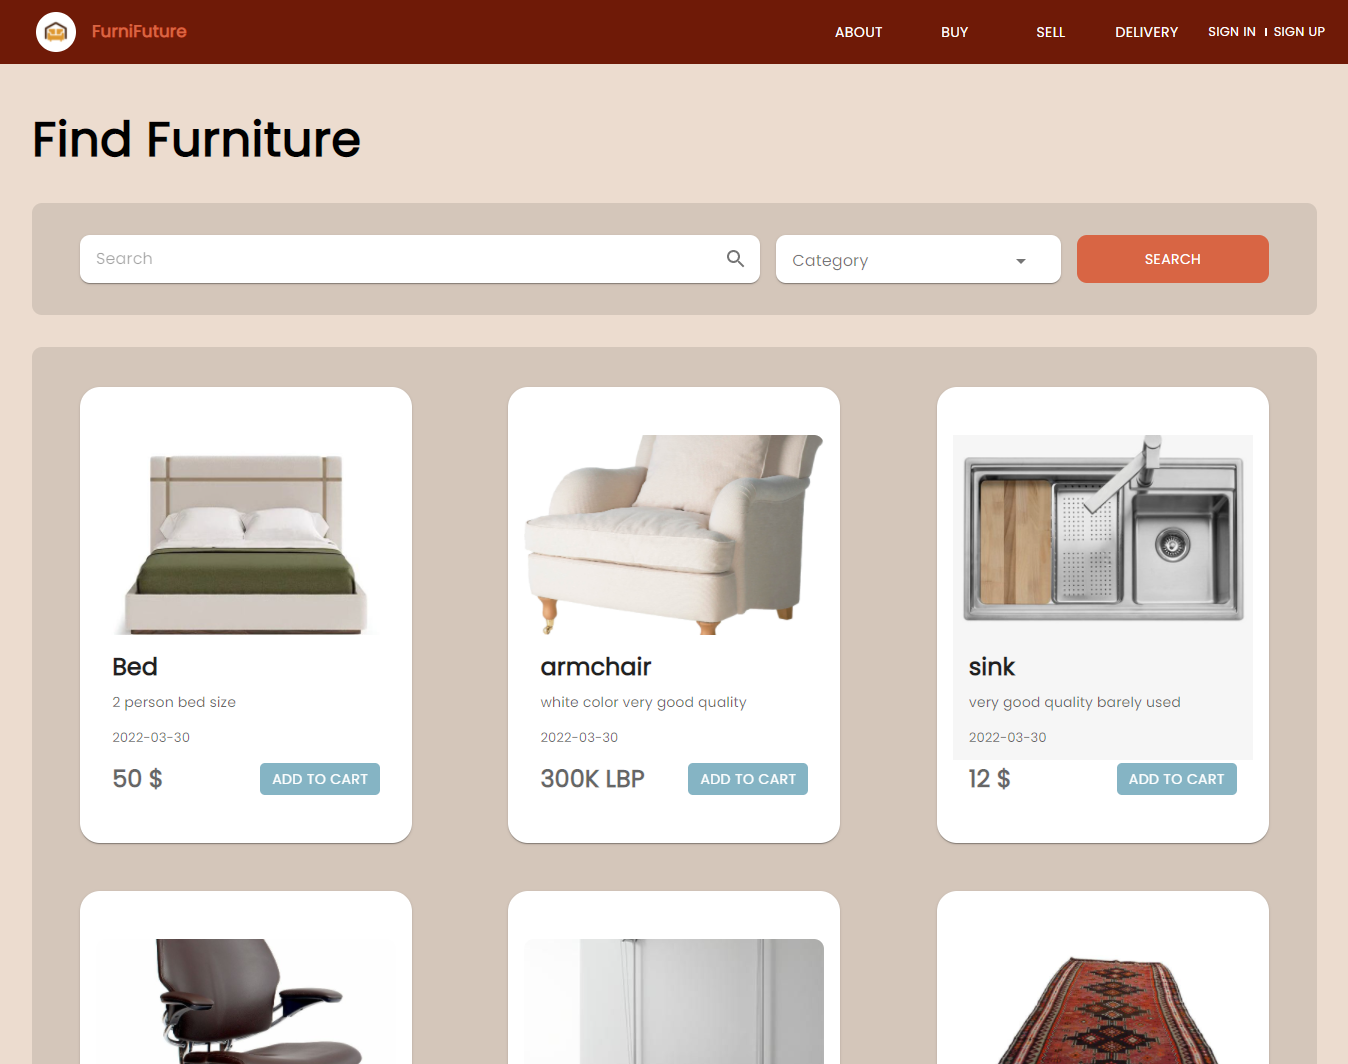 FurniFuture
ABOUT
BUY
SELL
DELIVERY
SIGN IN
SIGN UP
Find Furniture
Search
Category
SEARCH
Bed
2 person bed size
2022-03-30
50 $
ADD TO CART
armchair
white color very good quality
2022-03-30
300K LBP
ADD TO CART
sink
very good quality barely used
2022-03-30
12 $
ADD TO CART